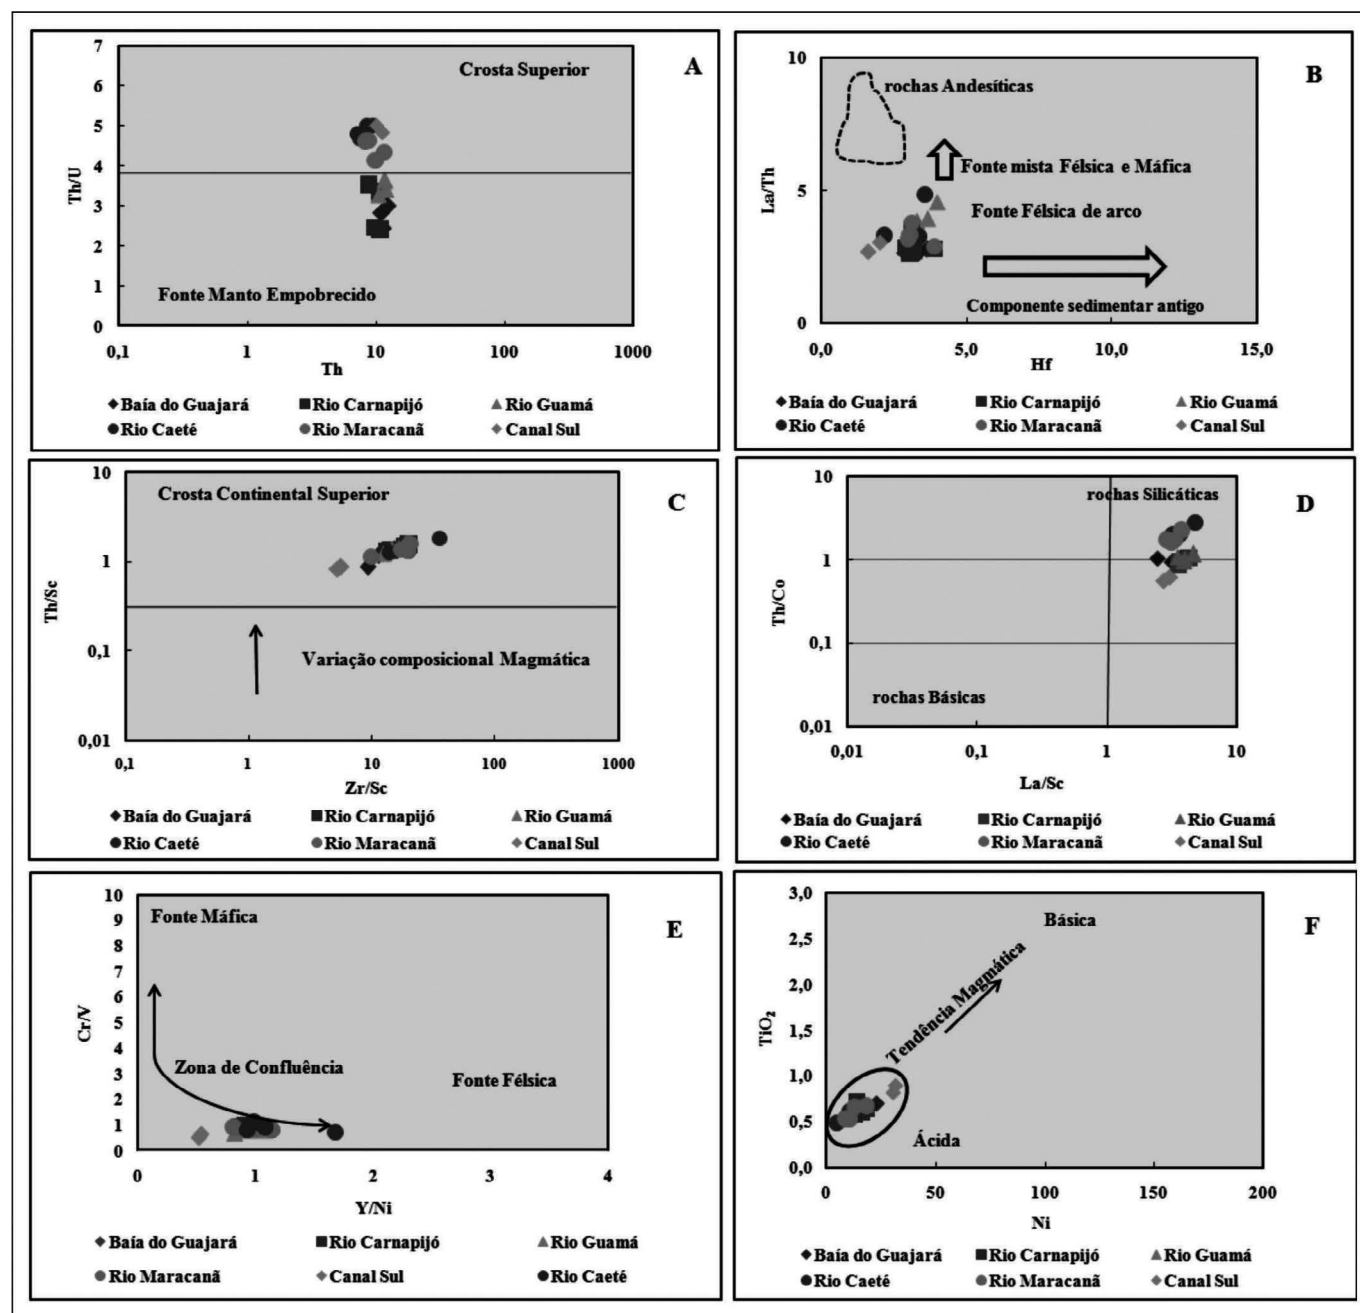 A
Crosta Superior
Fonte Manto Empobrecido
Th/U
7
6
5
4
3
2
1
0
0,1
1
10
100
1000
Th
Baía do Guajará
Rio Carnapijó
Rio Guamá
Rio Caeté
Rio Maracanã
Canal Sul
B
rochas Andesíticas
Fonte mista Félsica e Máfica
Fonte Félsica de arco
Componente sedimentar antigo
La/Th
10
5
0
0,0
5,0
10,0
15,0
Hf
Baía do Guajará
Rio Carnapijó
Rio Guamá
Rio Caeté
Rio Maracanã
Canal Sul
C
Crosta Continental Superior
Variação composicional Magmática
Th/Sc
10
1
0,1
0,01
0,1
1
10
100
1000
Zr/Sc
Baía do Guajará
Rio Carnapijó
Rio Guamá
Rio Caeté
Rio Maracanã
Canal Sul
D
rochas Silicáticas
rochas Básicas
Th/Co
10
1
0,1
0,01
0,01
0,1
1
10
La/Sc
Baía do Guajará
Rio Carnapijó
Rio Guamá
Rio Caeté
Rio Maracanã
Canal Sul
E
Fonte Máfica
Zona de Confluência
Fonte Félsica
Cr/V
10
9
8
7
6
5
4
3
2
1
0
0
1
2
3
4
Y/Ni
Baía do Guajará
Rio Carnapijó
Rio Guamá
Rio Maracanã
Canal Sul
Rio Caeté
F
Básica
Tendência Magmática
Ácida
TiO₂
3,0
2,5
2,0
1,5
1,0
0,5
0,0
0
50
100
150
200
Ni
Baía do Guajará
Rio Carnapijó
Rio Guamá
Rio Caeté
Rio Maracanã
Canal Sul